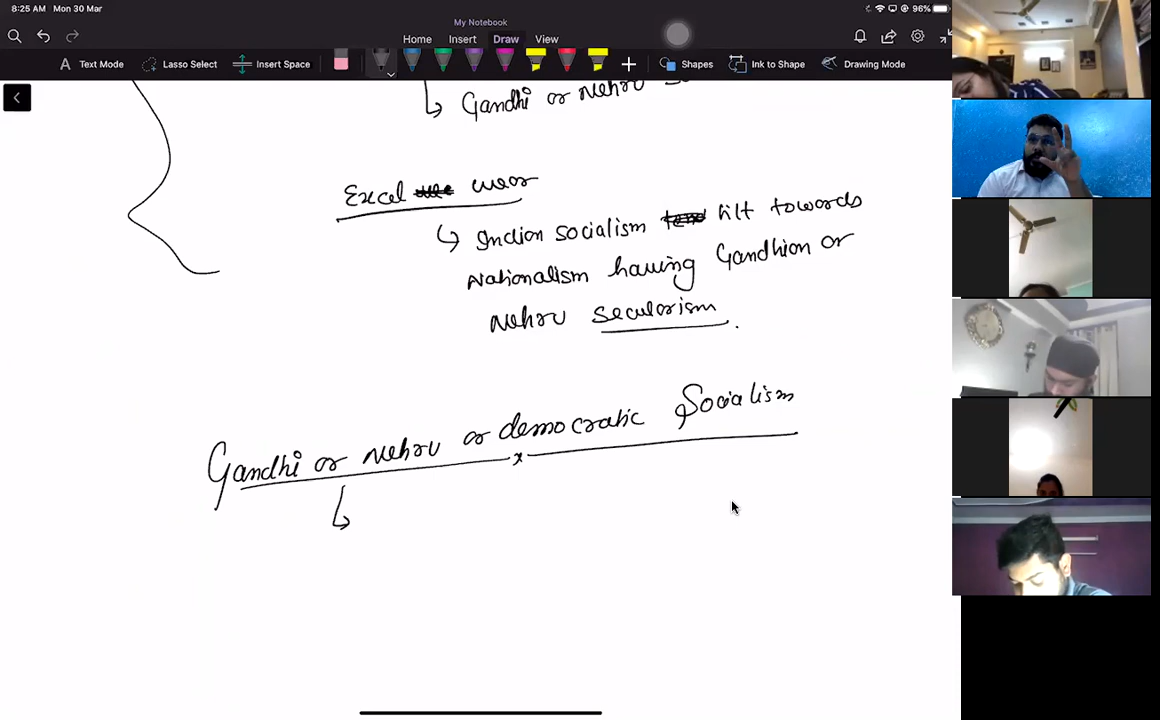 8:25 AM Mon 30 Mar
96%
My Notebook
Home Insert Draw View
Text Mode Lasso Select Insert Space Shapes Ink to Shape Drawing Mode
Gandhi or Nehru
Excel wear
Indian socialism tilt towards
Nationalism having Gandhian or
Nehru secularism.
Gandhi or Nehru or democratic Socialism